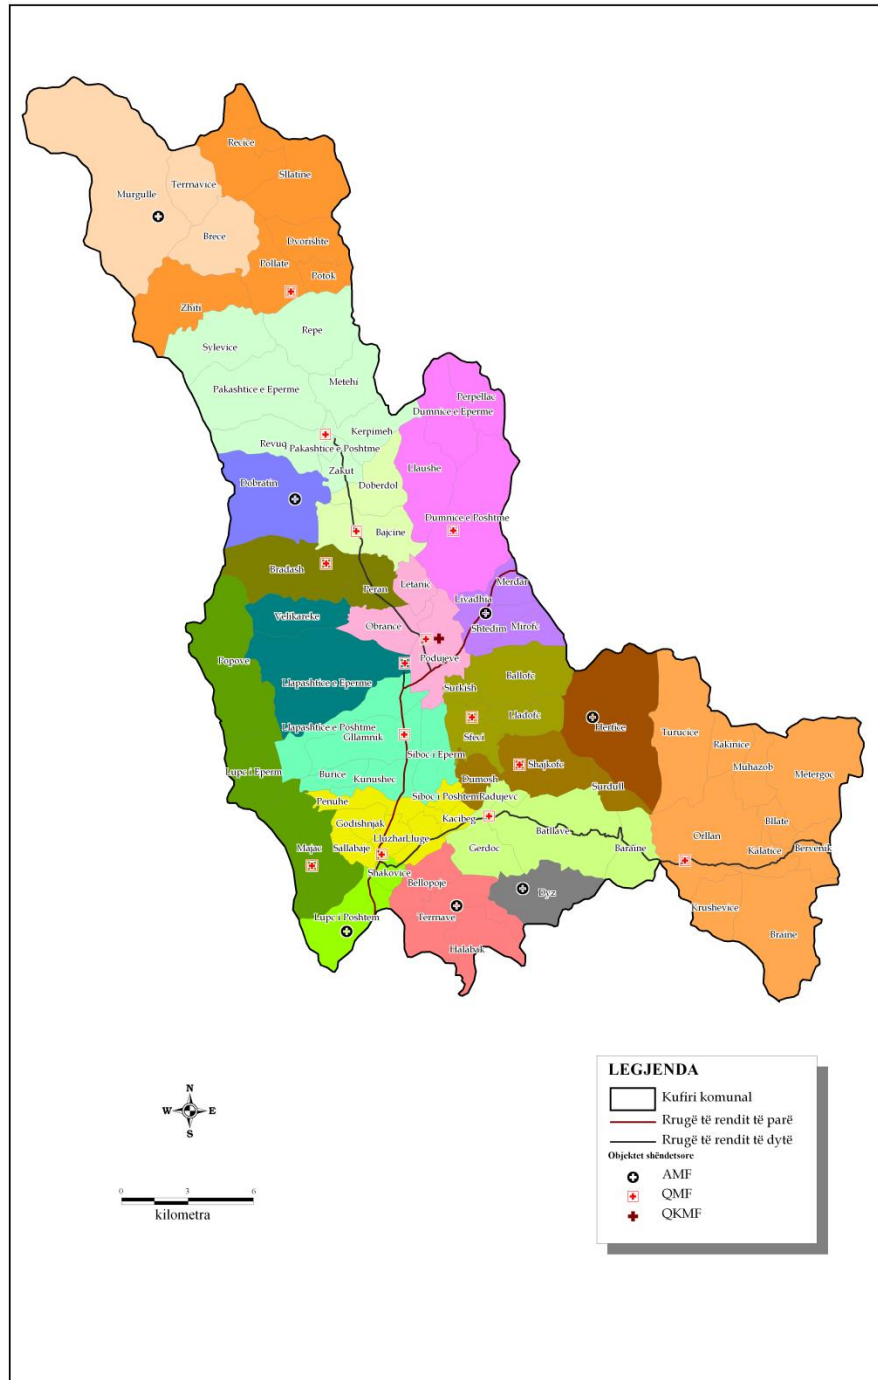 Recice
Sllatine
Termavice
Murgulle
Brece
Dvorishte
Pollate
Potok
Zhiti
Repe
Sylevice
Metehi
Pakashtice e Eperme
Perpellac
Dumnice e Eperme
Kerpimeh
Revuq
Pakashtice e Poshtme
Zakut
Llaushe
Dobratin
Doberdol
Dumnice e Poshtme
Bajcine
Bradash
Peran
Letanic
Merdar
Livadhja
Velikareke
Obrance
Shtedim
Mirofc
Popove
Podujeve
Ballofc
Llapashtice e Eperme
Surkish
Lladofc
Hertice
Turucice
Llapashtice e Poshtme
Gllamnik
Sfeci
Rakinice
Siboc i Eperm
Muhazob
Lupc i Eperm
Burice
Kunushec
Dumosh
Shajkofc
Metergoc
Surdull
Penuhe
Siboc i Poshtem
Radujevc
Godishnjak
Kacibeg
Bllate
Lluzhar
Lluge
Batllave
Orllan
Majac
Sallabaje
Gerdoc
Baraine
Kalatice
Bervenik
Shakovice
Bellopoje
Dyz
Krushevice
Lupc i Poshtem
Termave
Braine
Halabak
LEGJENDA
Kufiri komunal
Rrugë të rendit të parë
Rrugë të rendit të dytë
Objektet shëndetsore
AMF
QMF
QKMF
N
W E
S
0 3 6
kilometra